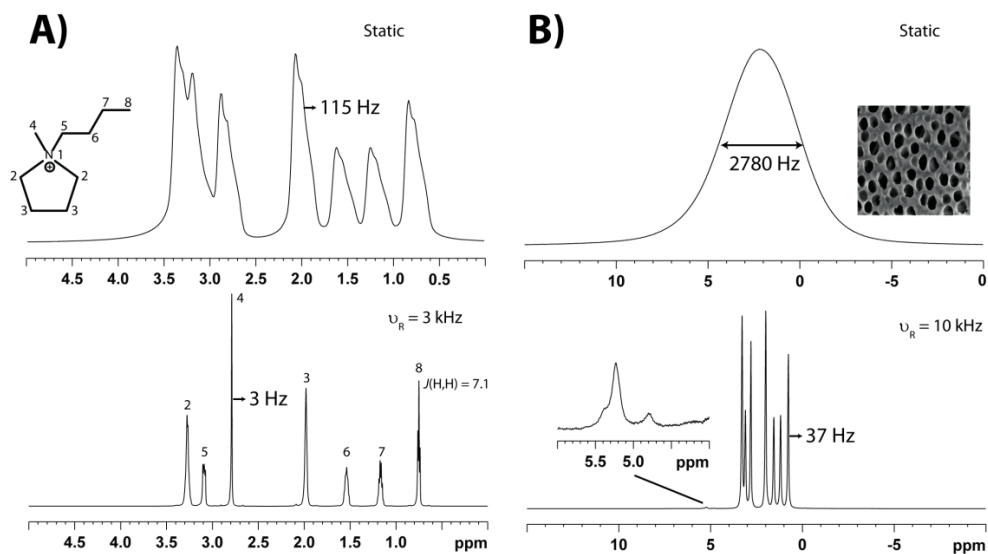 A)
Static
7
8
4
5
6
N
1
⊕
2
2
3
3
115 Hz
4.5 4.0 3.5 3.0 2.5 2.0 1.5 1.0 0.5
4
υR = 3 kHz
8
J(H,H) = 7.1
3 Hz
3
2
5
6
7
4.5 4.0 3.5 3.0 2.5 2.0 1.5 1.0 ppm
B)
Static
2780 Hz
10 5 0 -5 0
υR = 10 kHz
37 Hz
5.5 5.0 ppm
10 5 0 -5 ppm